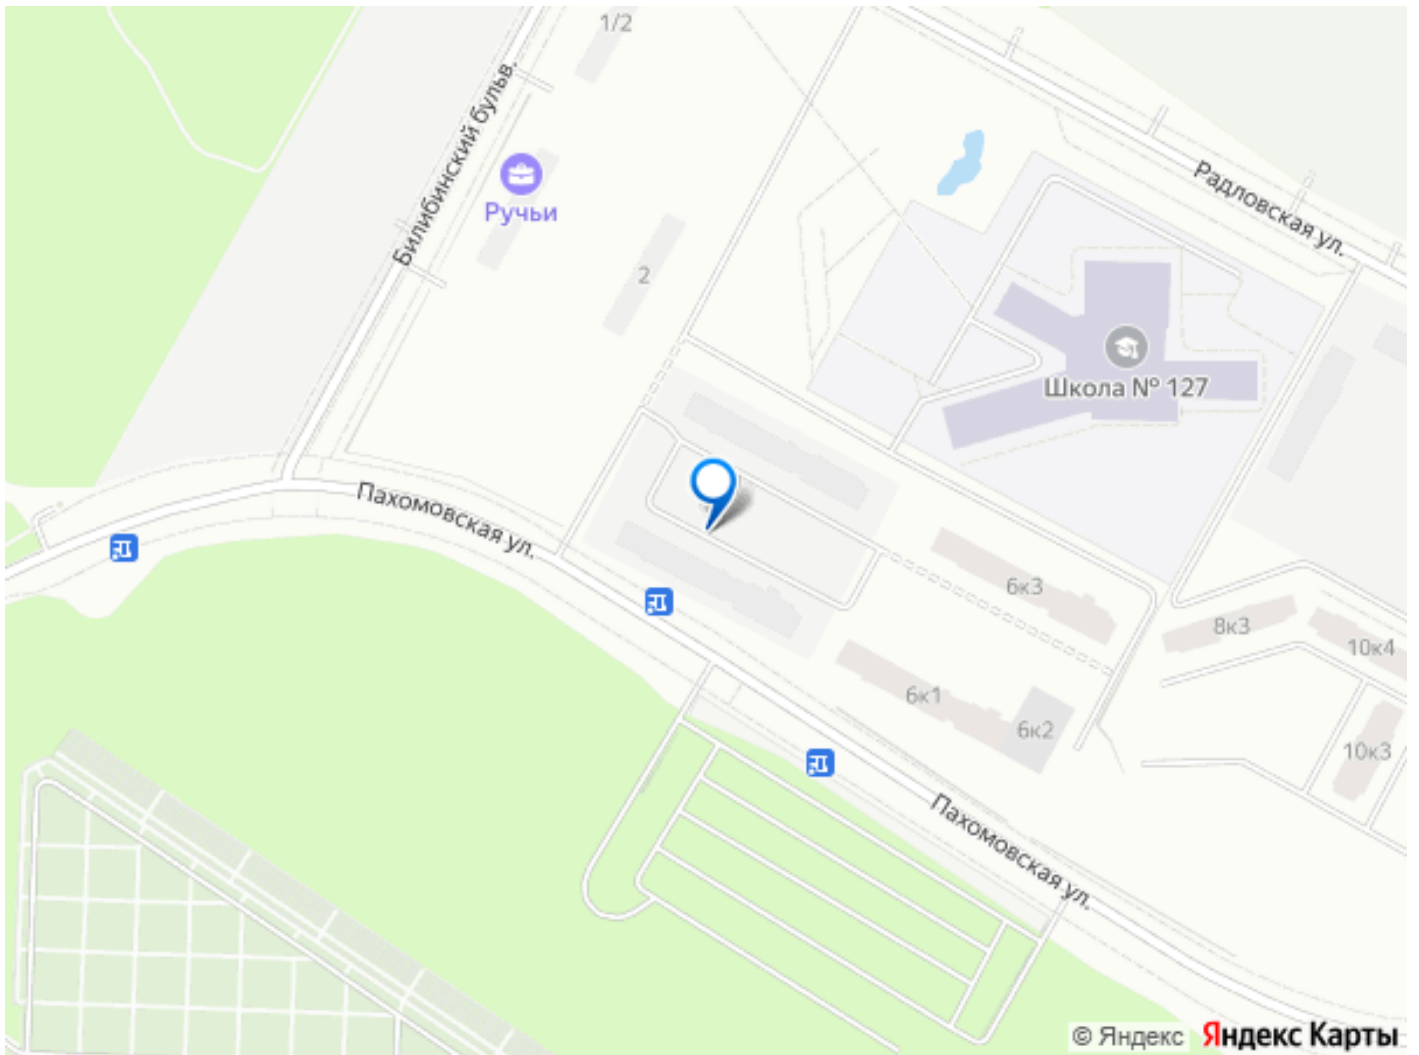 1/2
Билибинский бульв.
Ручьи
2
Радловская ул.
Школа № 127
Пахомовская ул.
6к3
8к3
10к4
6к1
6к2
10к3
Пахомовская ул.
© Яндекс Яндекс Карты